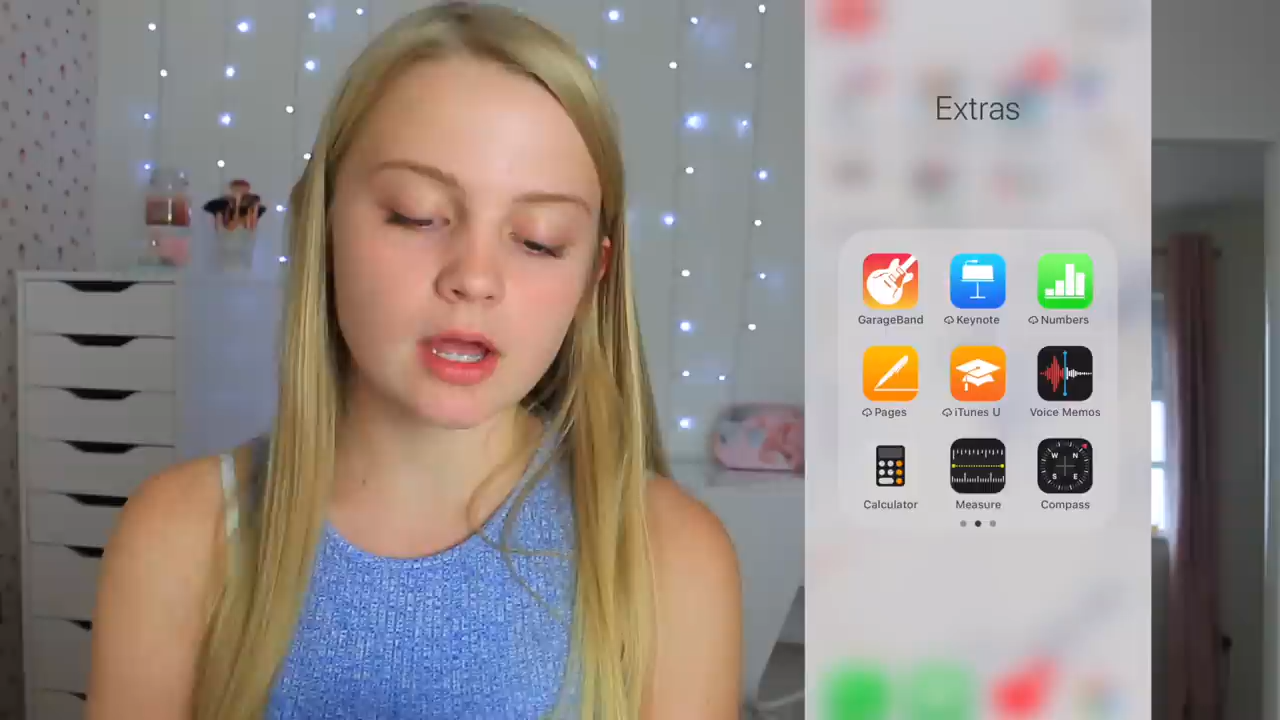 Extras
GarageBand
Keynote
Numbers
Pages
iTunes U
Voice Memos
Calculator
Measure
Compass
W N
S E